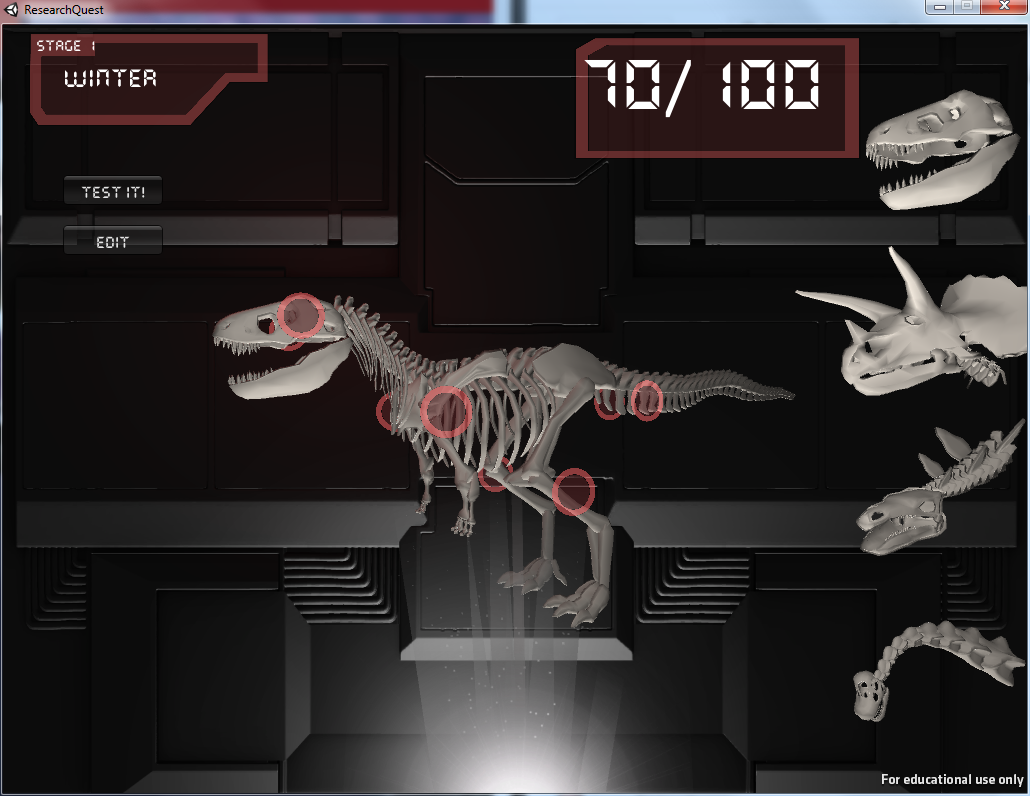 ResearchQuest
STAGE 1
WINTER
70/ 100
TEST IT!
EDIT
For educational use only